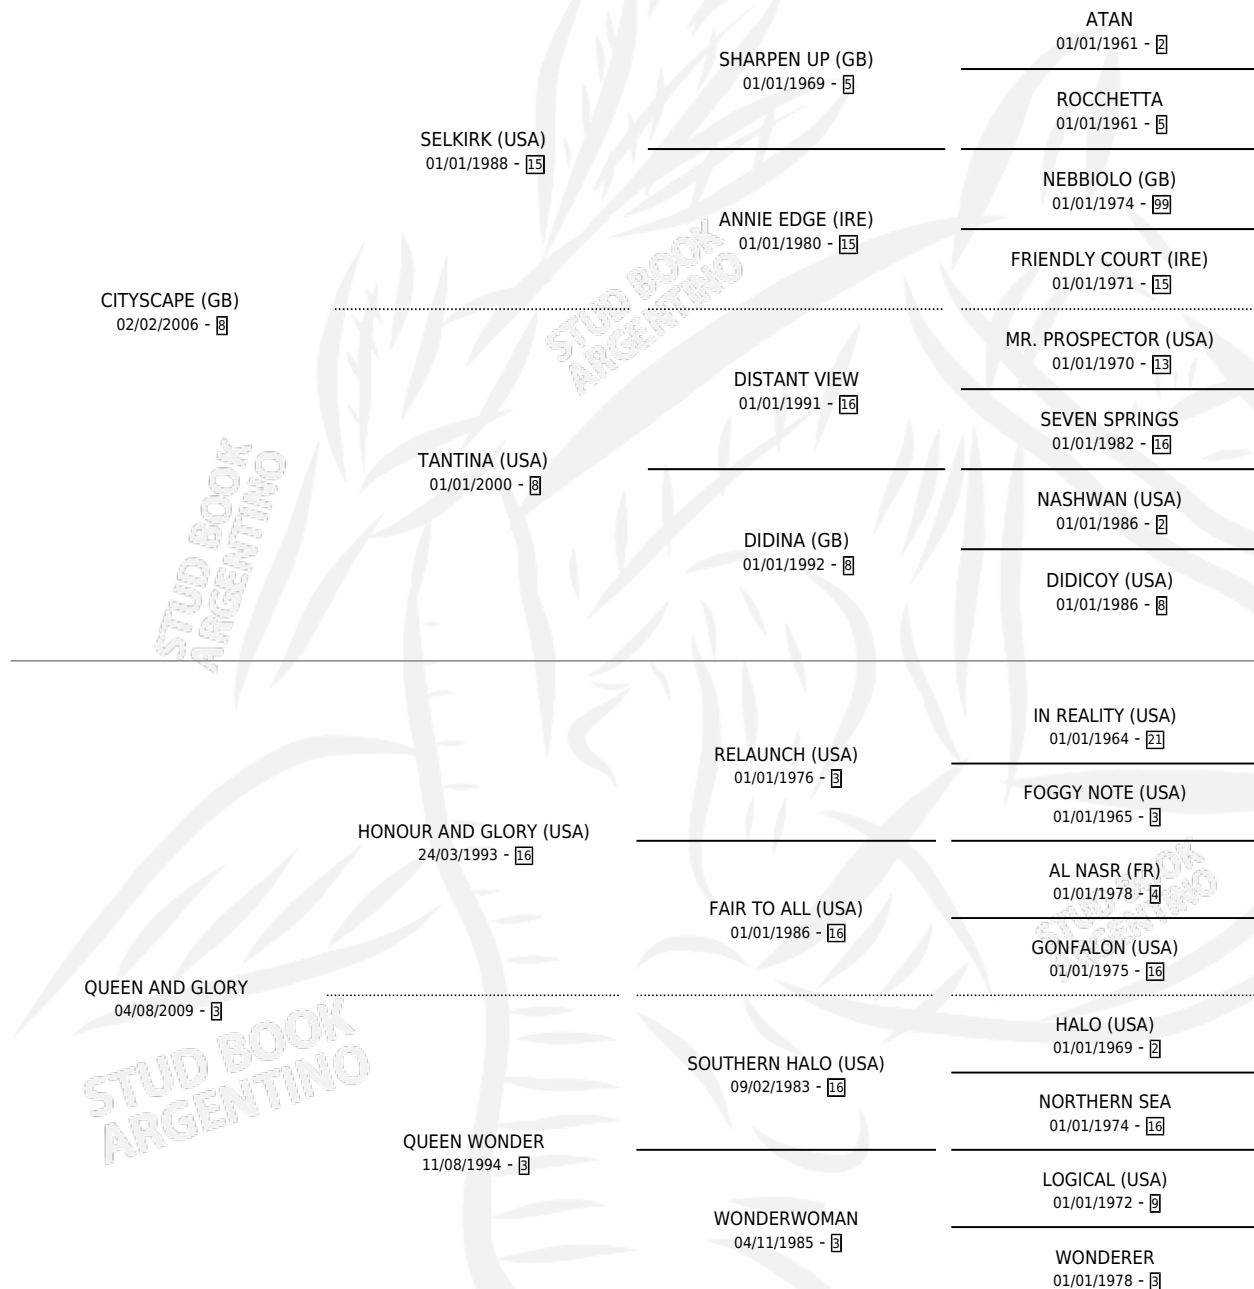 ATAN
01/01/1961 - 2
SHARPEN UP (GB)
01/01/1969 - 5
ROCCHETTA
01/01/1961 - 5
SELKIRK (USA)
01/01/1988 - 15
NEBBIOLO (GB)
01/01/1974 - 99
ANNIE EDGE (IRE)
01/01/1980 - 15
FRIENDLY COURT (IRE)
01/01/1971 - 15
CITYSCAPE (GB)
02/02/2006 - 8
MR. PROSPECTOR (USA)
01/01/1970 - 13
DISTANT VIEW
01/01/1991 - 16
SEVEN SPRINGS
01/01/1982 - 16
TANTINA (USA)
01/01/2000 - 8
NASHWAN (USA)
01/01/1986 - 2
DIDINA (GB)
01/01/1992 - 8
DIDICOY (USA)
01/01/1986 - 8
IN REALITY (USA)
01/01/1964 - 21
RELAUNCH (USA)
01/01/1976 - 3
FOGGY NOTE (USA)
01/01/1965 - 3
HONOUR AND GLORY (USA)
24/03/1993 - 16
AL NASR (FR)
01/01/1978 - 4
FAIR TO ALL (USA)
01/01/1986 - 16
GONFALON (USA)
01/01/1975 - 16
QUEEN AND GLORY
04/08/2009 - 3
HALO (USA)
01/01/1969 - 2
SOUTHERN HALO (USA)
09/02/1983 - 16
NORTHERN SEA
01/01/1974 - 16
QUEEN WONDER
11/08/1994 - 3
LOGICAL (USA)
01/01/1972 - 9
WONDERWOMAN
04/11/1985 - 3
WONDERER
01/01/1978 - 3
STUD BOOK
ARGENTINO
STUD BOOK
ARGENTINO
STUD BOOK
ARGENTINO
STUD BOOK
ARGENTINO